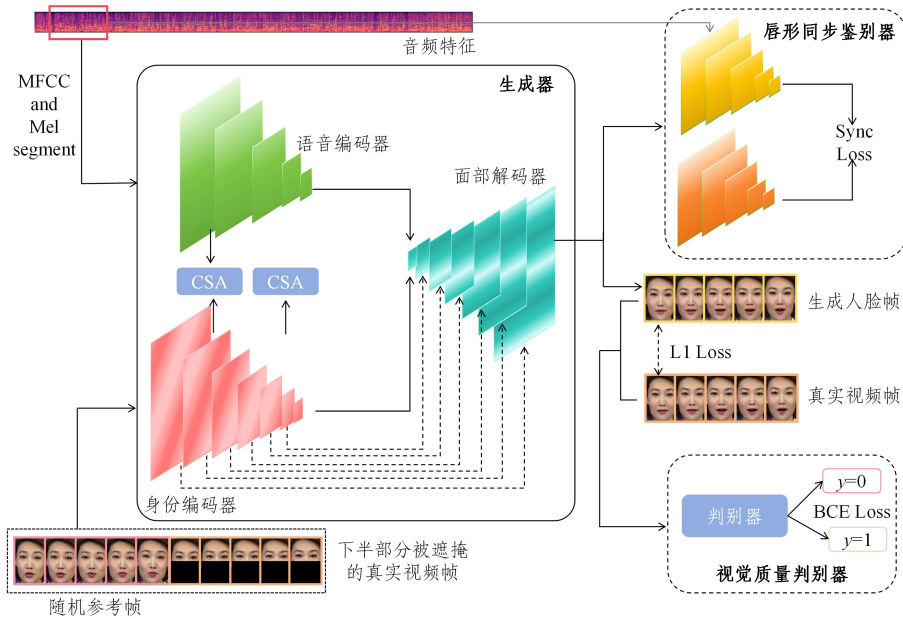 音频特征
MFCC
and
Mel
segment
生成器
语音编码器
面部解码器
CSA
CSA
身份编码器
下半部分被遮掩
的真实视频帧
随机参考帧
唇形同步鉴别器
Sync
Loss
生成人脸帧
L1 Loss
真实视频帧
判别器
y=0
BCE Loss
y=1
视觉质量判别器